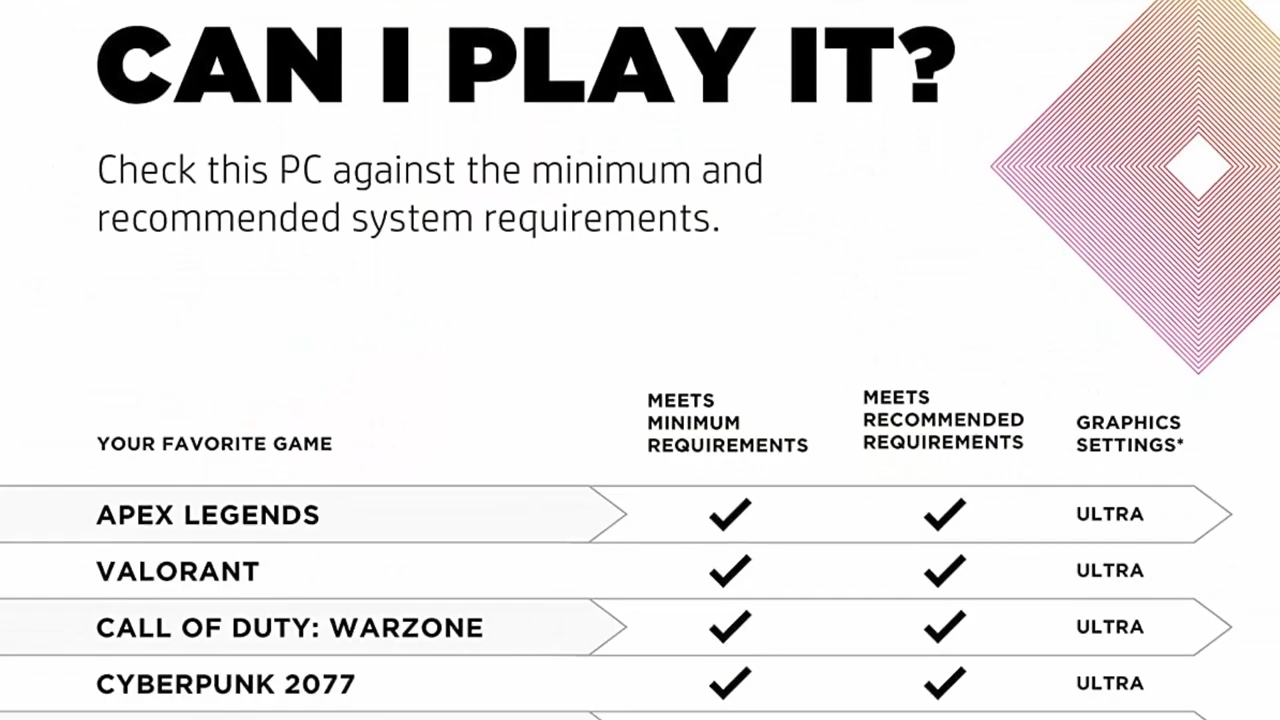 CAN I PLAY IT?
Check this PC against the minimum and
recommended system requirements.
YOUR FAVORITE GAME
MEETS
MINIMUM
REQUIREMENTS
MEETS
RECOMMENDED
REQUIREMENTS
GRAPHICS
SETTINGS*
APEX LEGENDS ULTRA
VALORANT ULTRA
CALL OF DUTY: WARZONE ULTRA
CYBERPUNK 2077 ULTRA